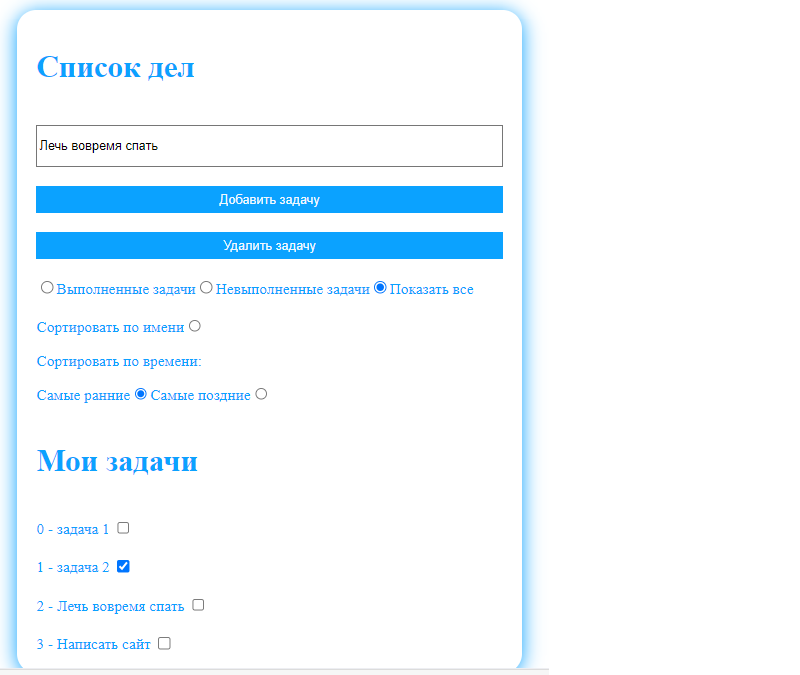 Список дел
Лечь вовремя спать
Добавить задачу
Удалить задачу
Выполненные задачи Невыполненные задачи Показать все
Сортировать по имени
Сортировать по времени:
Самые ранние Самые поздние
Мои задачи
0 - задача 1
1 - задача 2
2 - Лечь вовремя спать
3 - Написать сайт